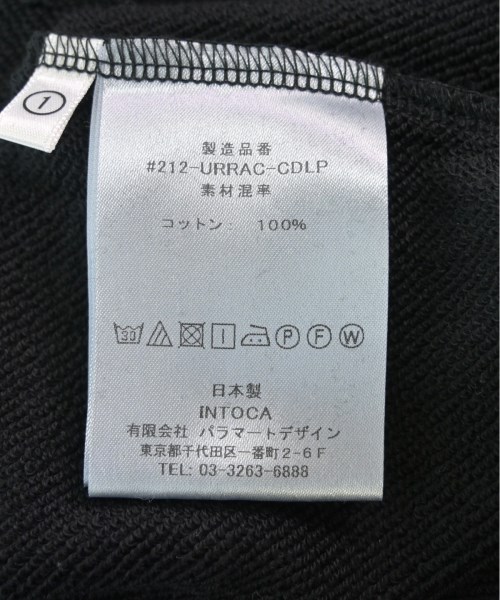 1
製造品番
#212-URRAC-CDLP
素材混率
コットン: 100%
30 P F W
日本製
INTOCA
有限会社 パラマートデザイン
東京都千代田区一番町2-6F
TEL: 03-3263-6888